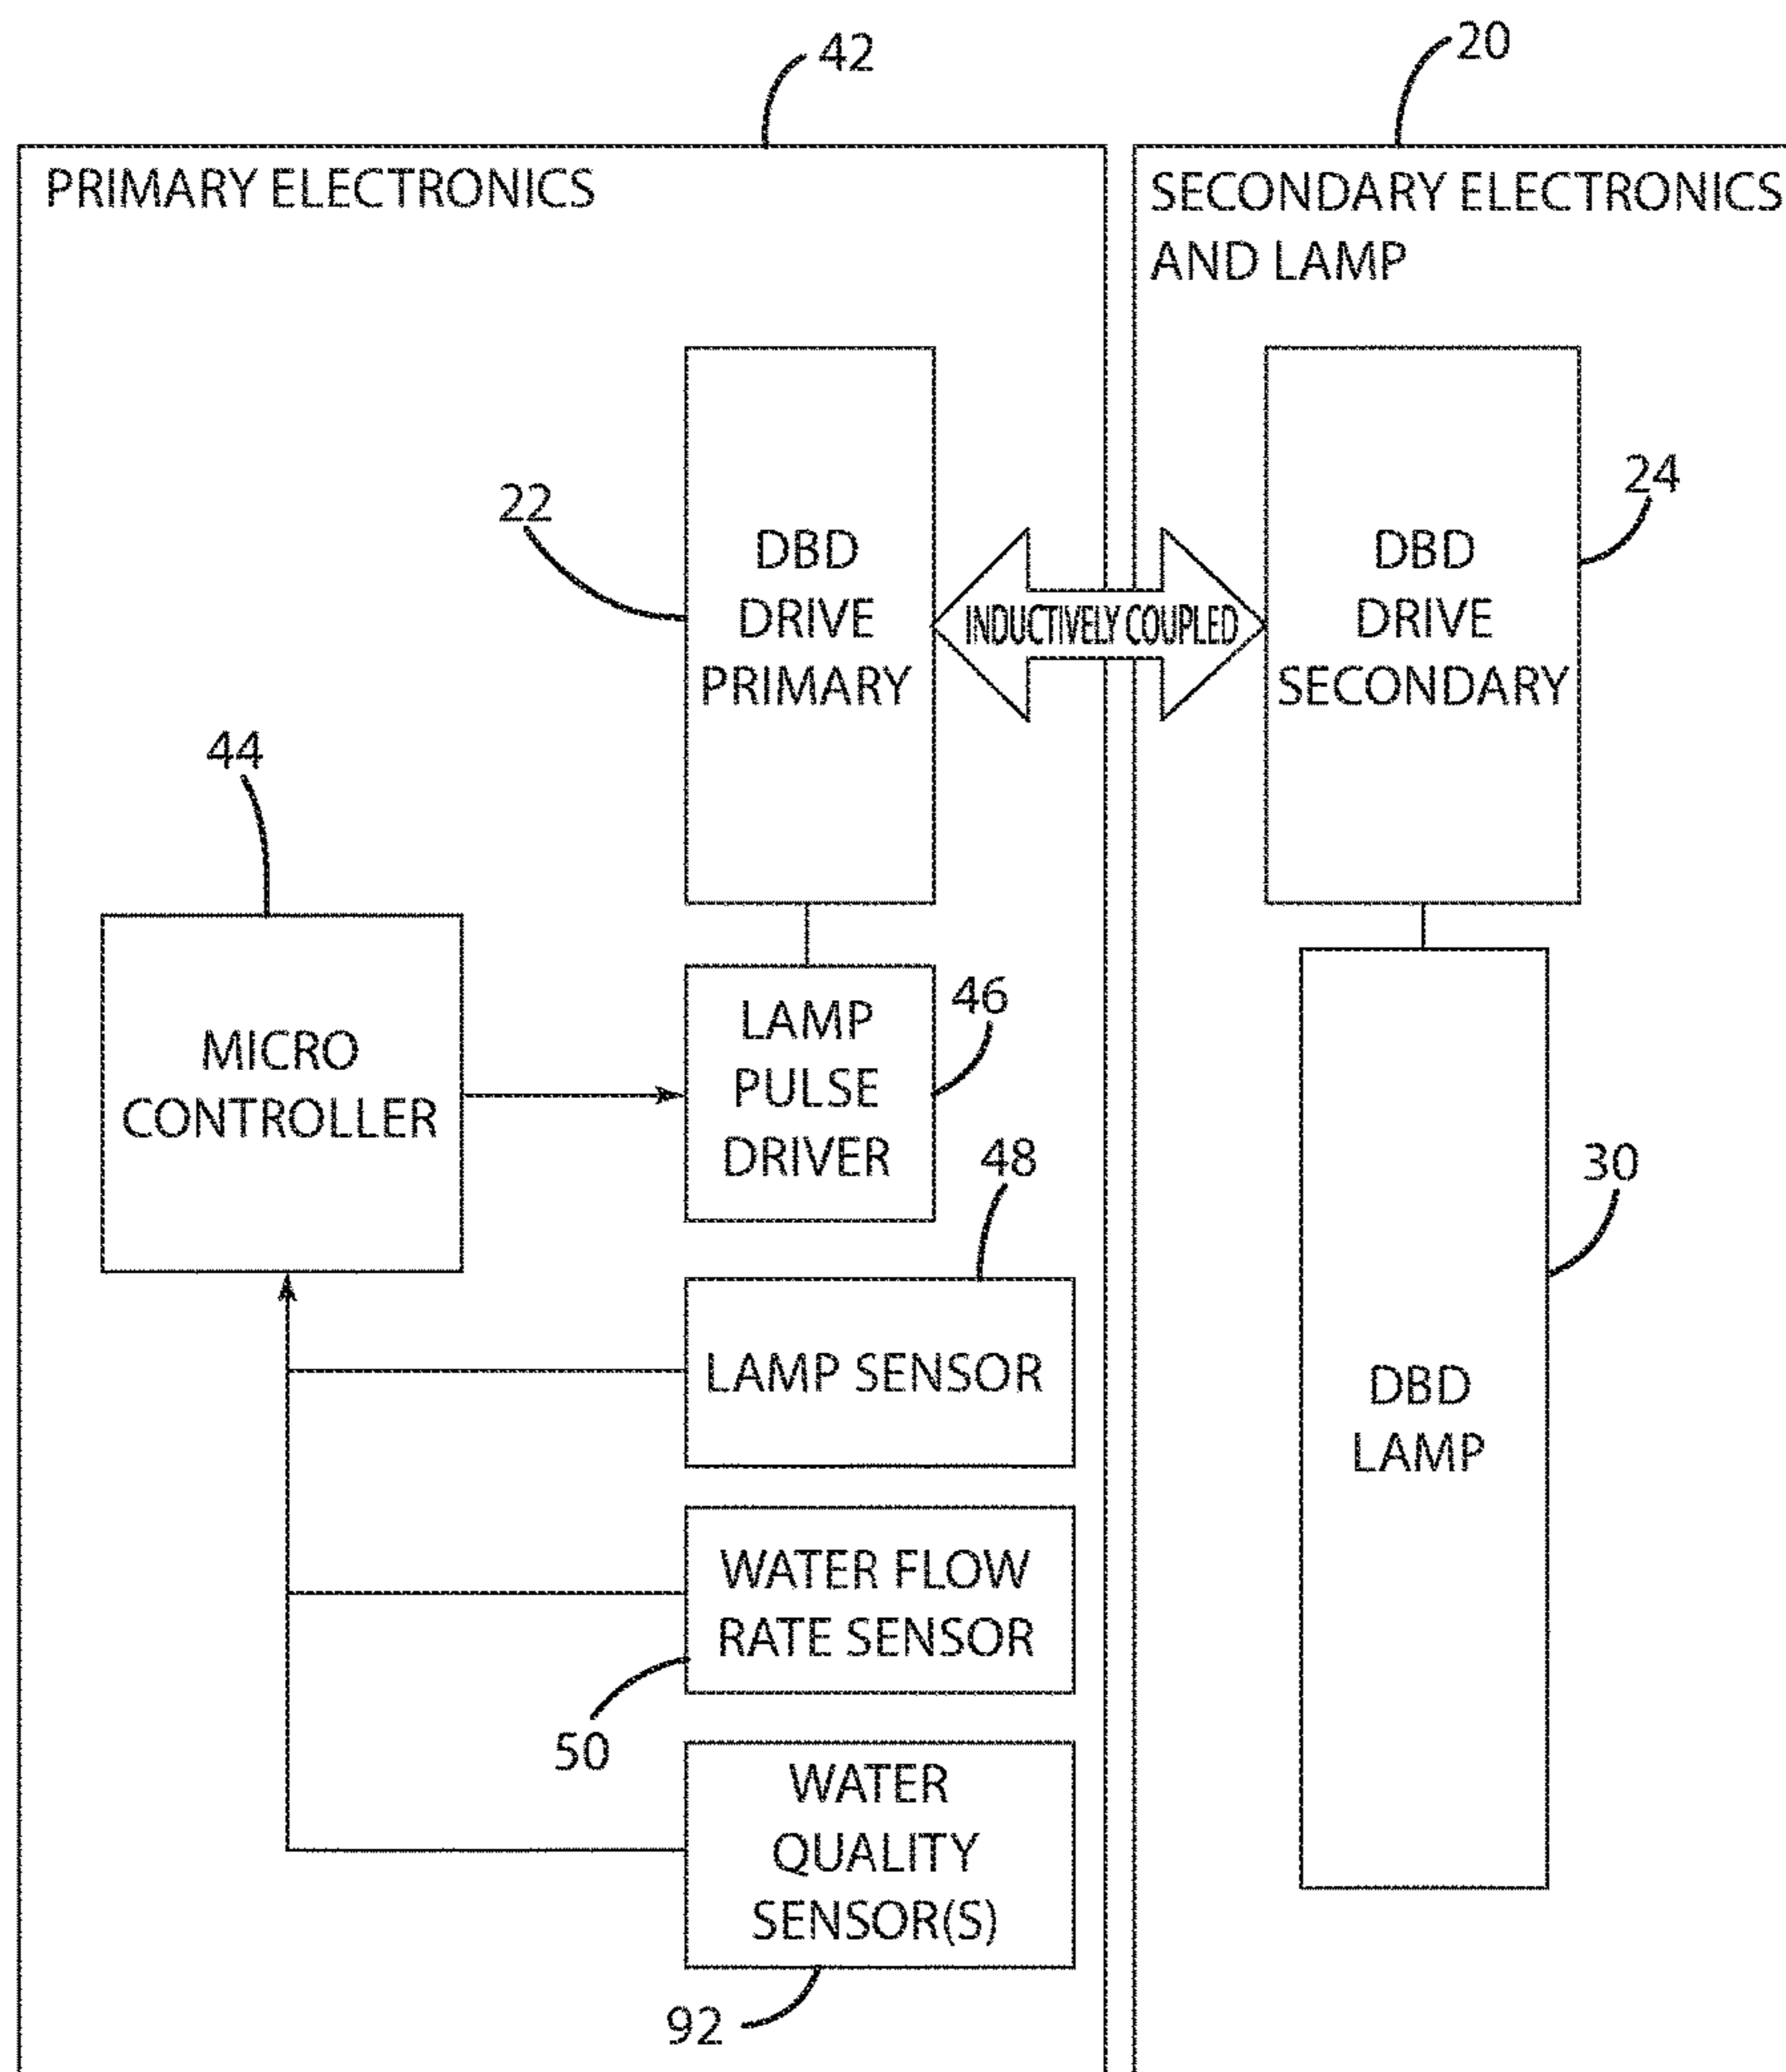 42
20
PRIMARY ELECTRONICS
SECONDARY ELECTRONICS
AND LAMP
22
DBD
DRIVE
PRIMARY
INDUCTIVELY COUPLED
DBD
DRIVE
SECONDARY
24
44
MICRO
CONTROLLER
LAMP
PULSE
DRIVER
46
48
LAMP SENSOR
30
DBD
LAMP
WATER FLOW
RATE SENSOR
50
WATER
QUALITY
SENSOR(S)
92